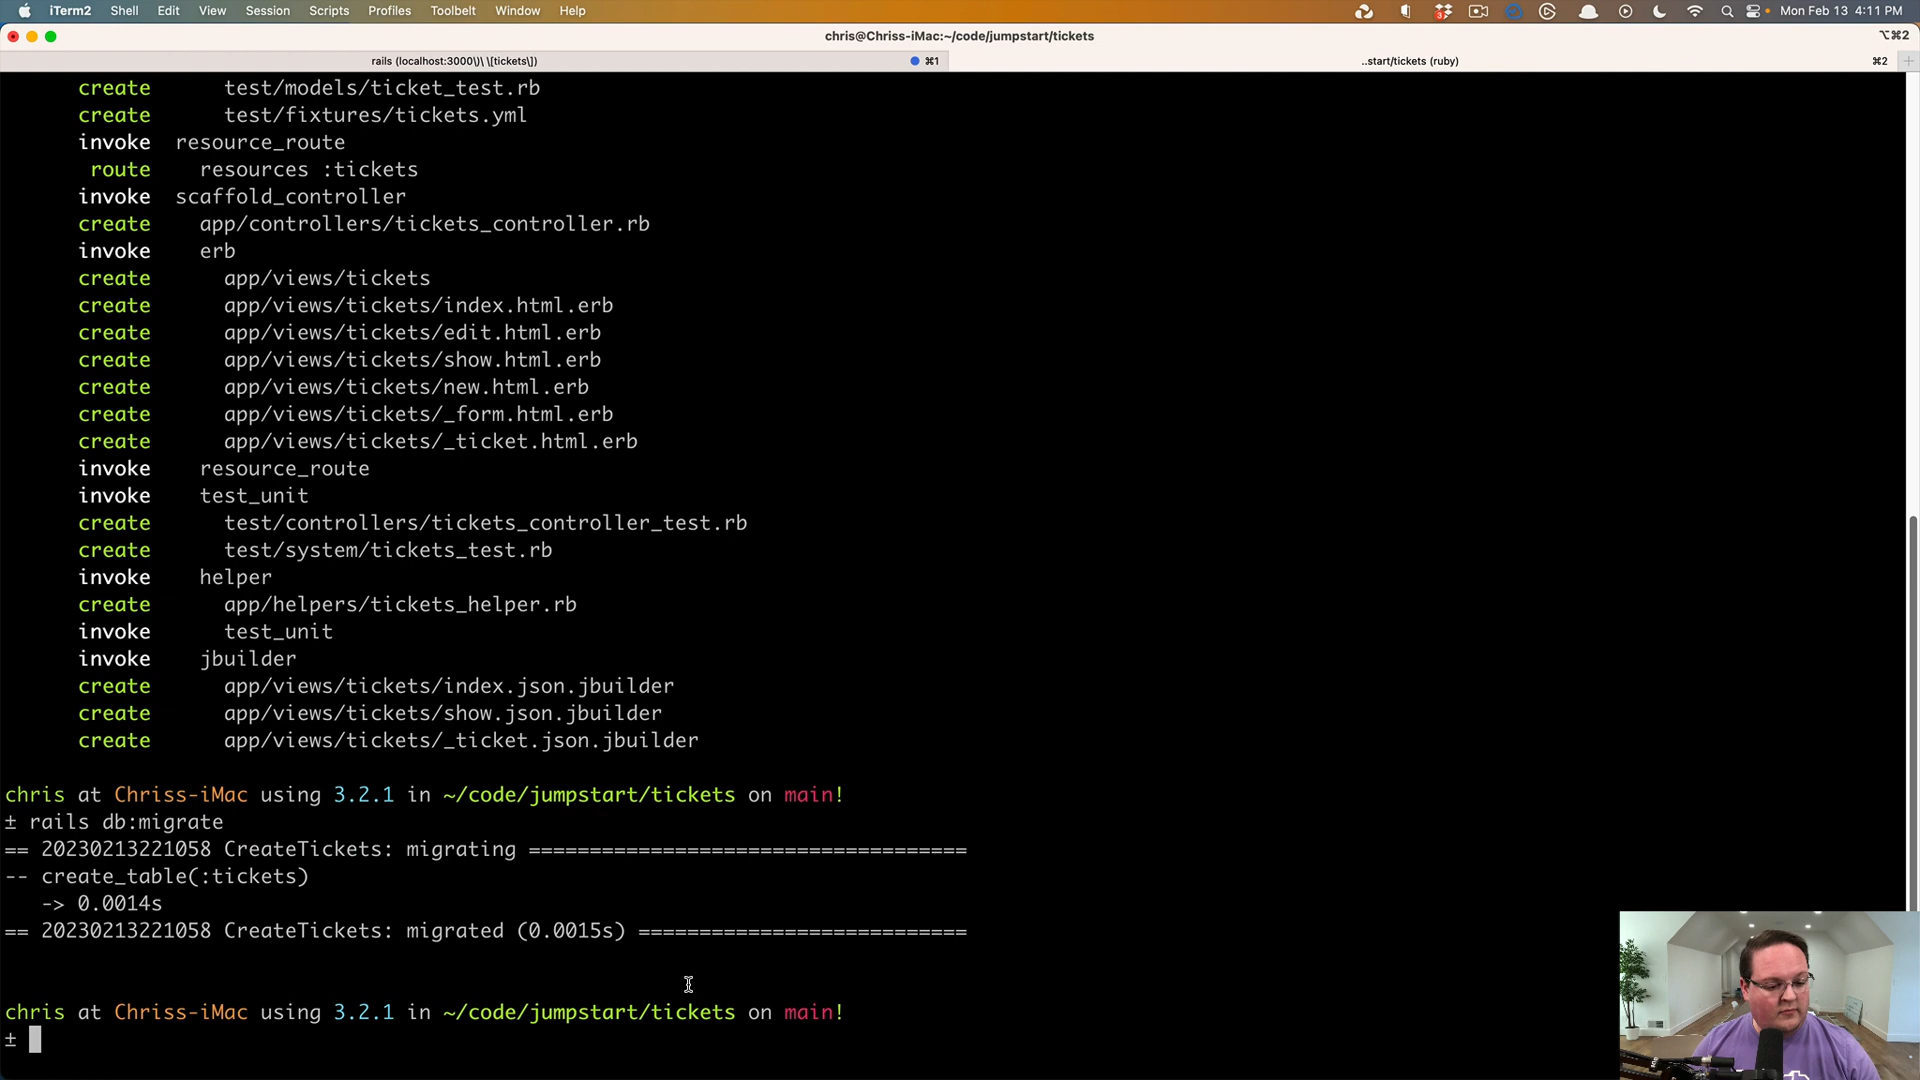 iTerm2 Shell Edit View Session Scripts Profiles Toolbelt Window Help
3
Mon Feb 13 4:11 PM
chris@Chriss-iMac:~/code/jumpstart/tickets
⌥⌘2
rails (localhost:3000\)\ \[tickets\])
⌘1
..start/tickets (ruby)
⌘2
create test/models/ticket_test.rb
create test/fixtures/tickets.yml
invoke resource_route
route resources :tickets
invoke scaffold_controller
create app/controllers/tickets_controller.rb
invoke erb
create app/views/tickets
create app/views/tickets/index.html.erb
create app/views/tickets/edit.html.erb
create app/views/tickets/show.html.erb
create app/views/tickets/new.html.erb
create app/views/tickets/_form.html.erb
create app/views/tickets/_ticket.html.erb
invoke resource_route
invoke test_unit
create test/controllers/tickets_controller_test.rb
create test/system/tickets_test.rb
invoke helper
create app/helpers/tickets_helper.rb
invoke test_unit
invoke jbuilder
create app/views/tickets/index.json.jbuilder
create app/views/tickets/show.json.jbuilder
create app/views/tickets/_ticket.json.jbuilder
chris at Chriss-iMac using 3.2.1 in ~/code/jumpstart/tickets on main!
± rails db:migrate
== 20230213221058 CreateTickets: migrating ====================================
-- create_table(:tickets)
-> 0.0014s
== 20230213221058 CreateTickets: migrated (0.0015s) ===========================
chris at Chriss-iMac using 3.2.1 in ~/code/jumpstart/tickets on main!
±